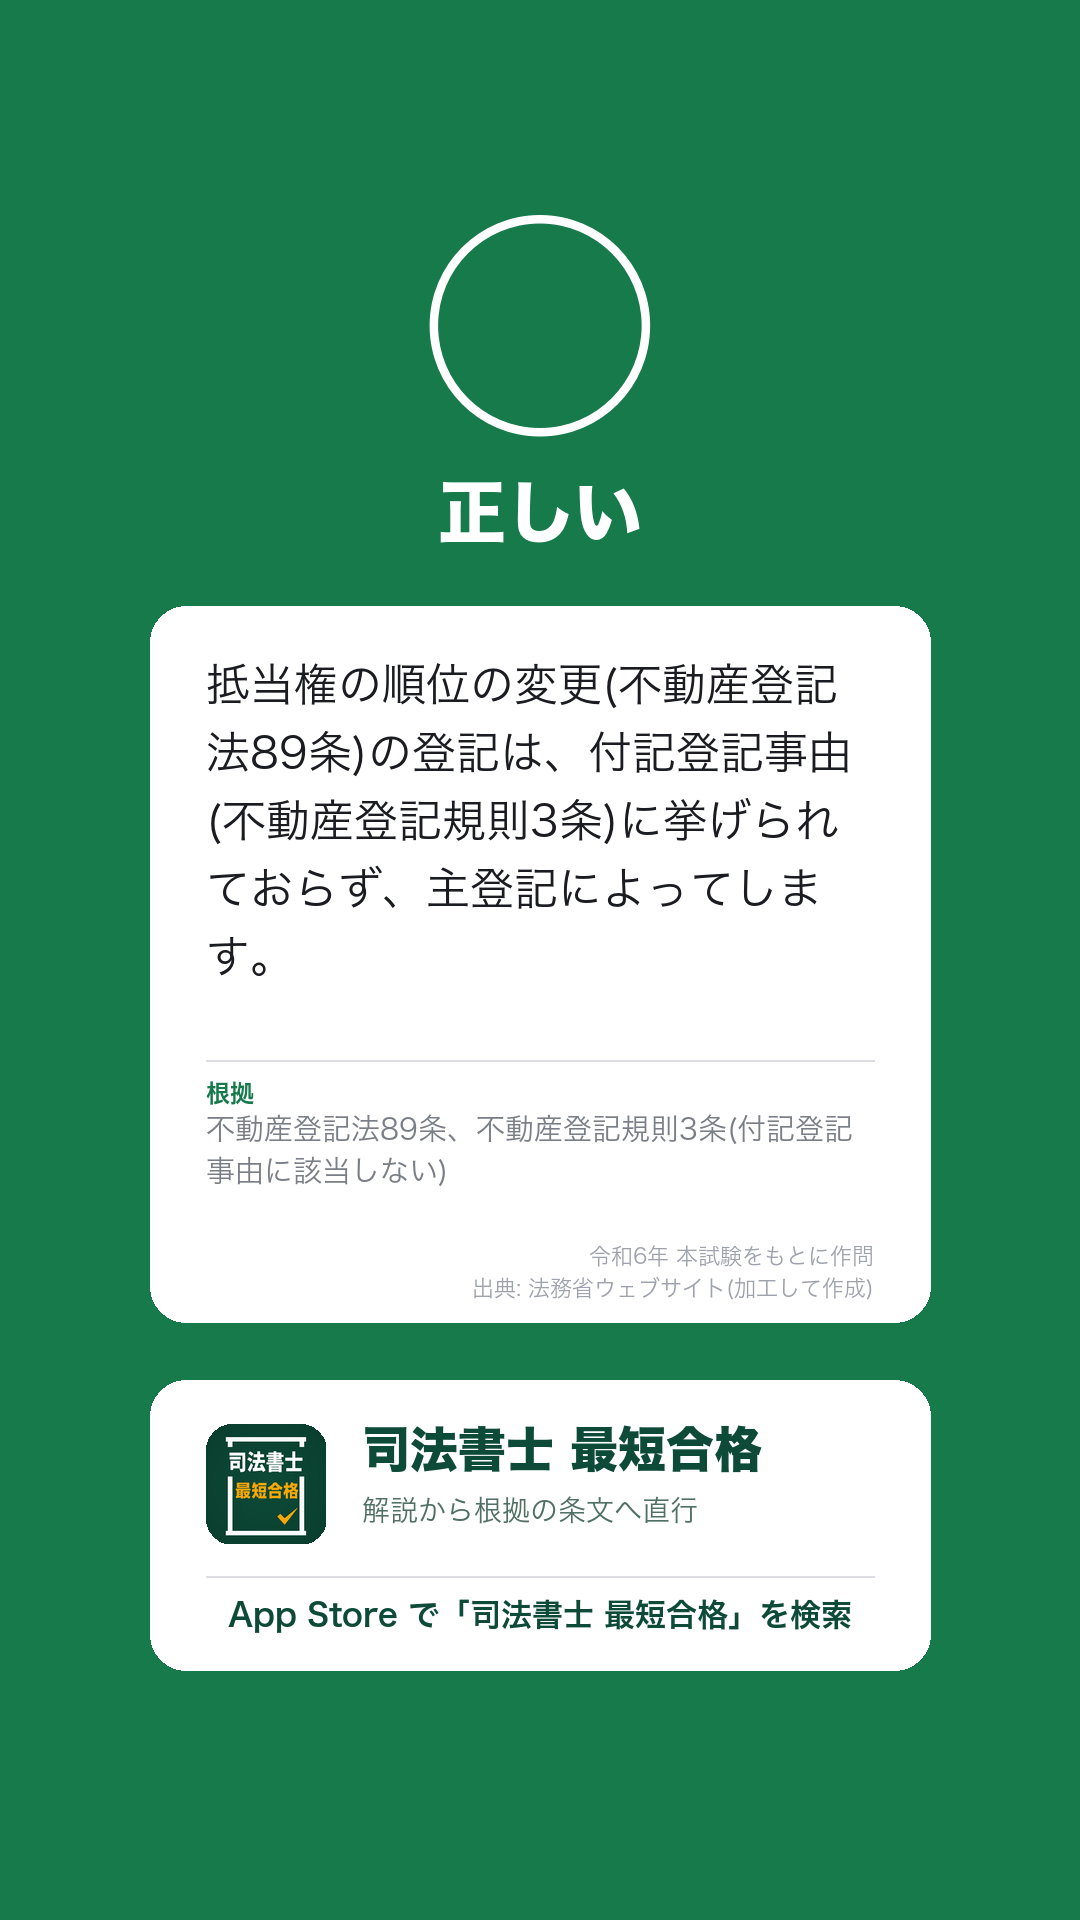 正しい
抵当権の順位の変更(不動産登記
法89条)の登記は、付記登記事由
(不動産登記規則3条)に挙げられ
ておらず、主登記によってしま
す。
根拠
不動産登記法89条、不動産登記規則3条(付記登記
事由に該当しない)
令和6年 本試験をもとに作問
出典: 法務省ウェブサイト(加工して作成)
司法書士
最短合格
司法書士 最短合格
解説から根拠の条文へ直行
App Store で「司法書士 最短合格」を検索